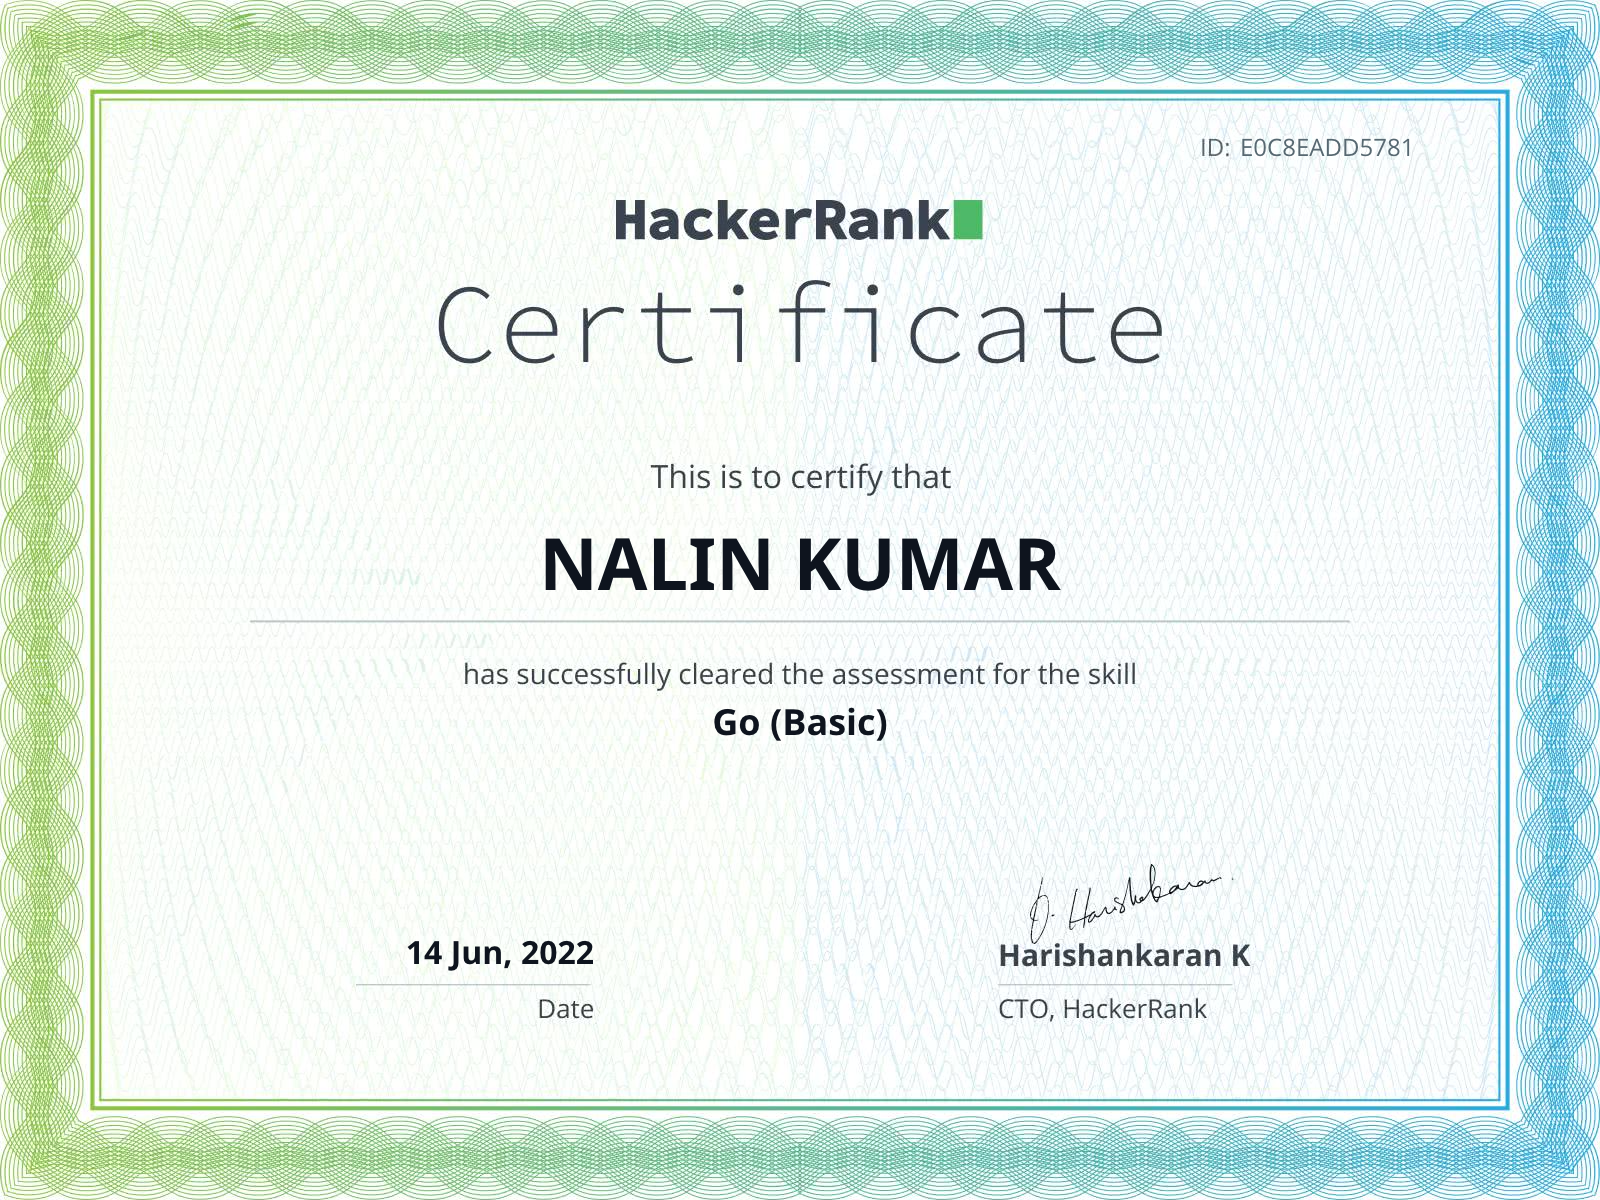 ID: E0C8EADD5781
HackerRank
Certificate
This is to certify that
NALIN KUMAR
has successfully cleared the assessment for the skill
Go (Basic)
14 Jun, 2022
Date
Harishankaran K
CTO, HackerRank